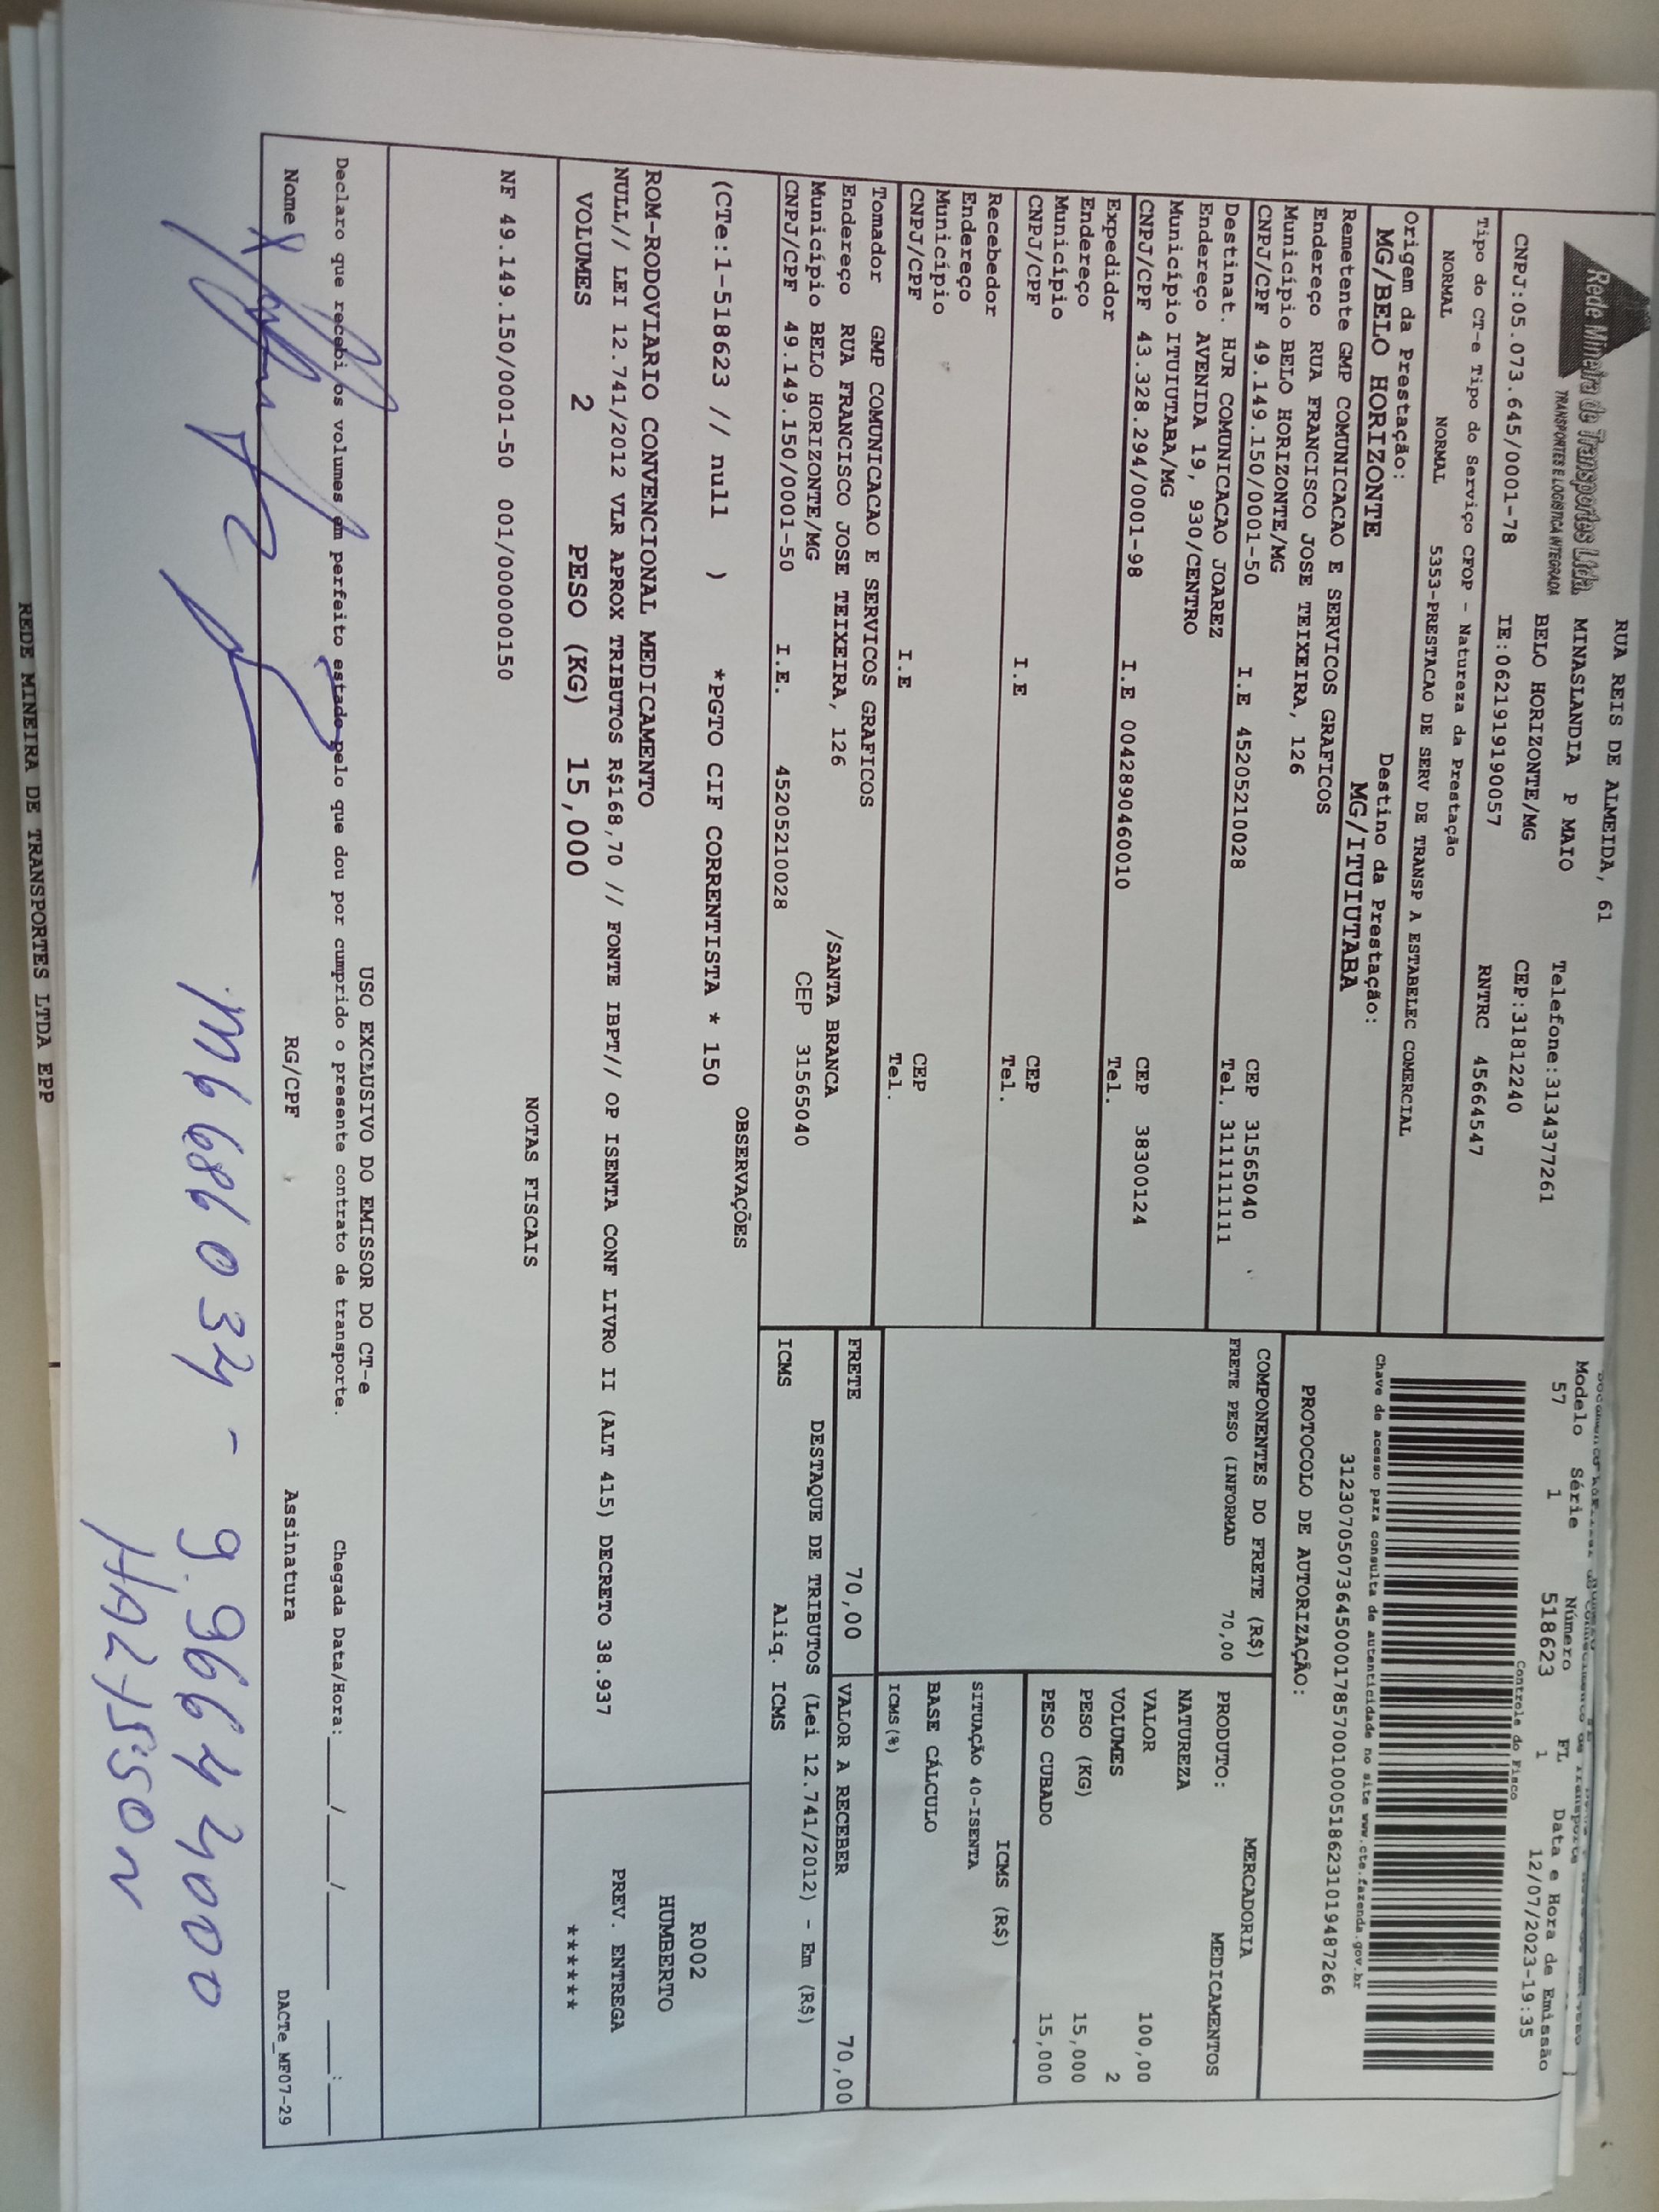 Rede Mineira de Transportes Ltda
TRANSPORTES E LOGISTICA INTEGRADA
RUA REIS DE ALMEIDA, 61
MINASLANDIA P MAIO Telefone:3134377261
BELO HORIZONTE/MG CEP:31812240
CNPJ:05.073.645/0001-78 IE:0621919190057 RNTRC 45664547
Tipo do CT-e Tipo do Serviço CFOP - Natureza da Prestação
NORMAL NORMAL 5353-PRESTACAO DE SERV DE TRANSP A ESTABELEC COMERCIAL
Origem da Prestação: Destino da Prestação:
MG/BELO HORIZONTE MG/ITUIUTABA
Remetente GMP COMUNICACAO E SERVICOS GRAFICOS
Endereço RUA FRANCISCO JOSE TEIXEIRA, 126
Município BELO HORIZONTE/MG CEP 31565040
CNPJ/CPF 49.149.150/0001-50 I.E 45205210028 Tel. 311111111
Destinat. HJR COMUNICACAO JOAREZ
Endereço AVENIDA 19, 930/CENTRO
Município ITUIUTABA/MG CEP 38300124
CNPJ/CPF 43.328.294/0001-98 I.E 0042890460010 Tel.
Expedidor
Endereço
Município CEP
CNPJ/CPF I.E Tel.
Recebedor
Endereço
Município CEP
CNPJ/CPF I.E Tel.
Tomador GMP COMUNICACAO E SERVICOS GRAFICOS
Endereço RUA FRANCISCO JOSE TEIXEIRA, 126 /SANTA BRANCA
Município BELO HORIZONTE/MG CEP 31565040
CNPJ/CPF 49.149.150/0001-50 I.E. 45205210028
Modelo Série Número FL Data e Hora de Emissão
57 1 518623 1 12/07/2023-19:35
Controle do Fisco
Chave de acesso para consulta de autenticidade no site www.cte.fazenda.gov.br
31230705073645000178570010005186231019487266
PROTOCOLO DE AUTORIZAÇÃO:
COMPONENTES DO FRETE (R$) MERCADORIA
FRETE PESO (INFORMAD 70,00
PRODUTO: MEDICAMENTOS
NATUREZA
VALOR 100,00
VOLUMES 2
PESO (KG) 15,000
PESO CUBADO 15,000
ICMS (R$)
SITUAÇÃO 40-ISENTA
BASE CÁLCULO
ICMS(%)
FRETE 70,00 VALOR A RECEBER 70,00
DESTAQUE DE TRIBUTOS (Lei 12.741/2012) - Em (R$)
ICMS Aliq. ICMS
OBSERVAÇÕES
(CTe:1-518623 // null ) *PGTO CIF CORRENTISTA * 150
ROM-RODOVIARIO CONVENCIONAL MEDICAMENTO
NULL// LEI 12.741/2012 VLR APROX TRIBUTOS R$168,70 // FONTE IBPT// OP ISENTA CONF LIVRO II (ALT 415) DECRETO 38.937
VOLUMES 2 PESO (KG) 15,000
R002
HUMBERTO
PREV. ENTREGA
******
NOTAS FISCAIS
NF 49.149.150/0001-50 001/000000150
USO EXCLUSIVO DO EMISSOR DO CT-e
Declaro que recebi os volumes em perfeito estado pelo que dou por cumprido o presente contrato de transporte. Chegada Data/Hora:____/____/______ ____:____
Nome RG/CPF Assinatura DACTe_MF07-29
M6686034 - 9.96642000
REDE MINEIRA DE TRANSPORTES LTDA EPP